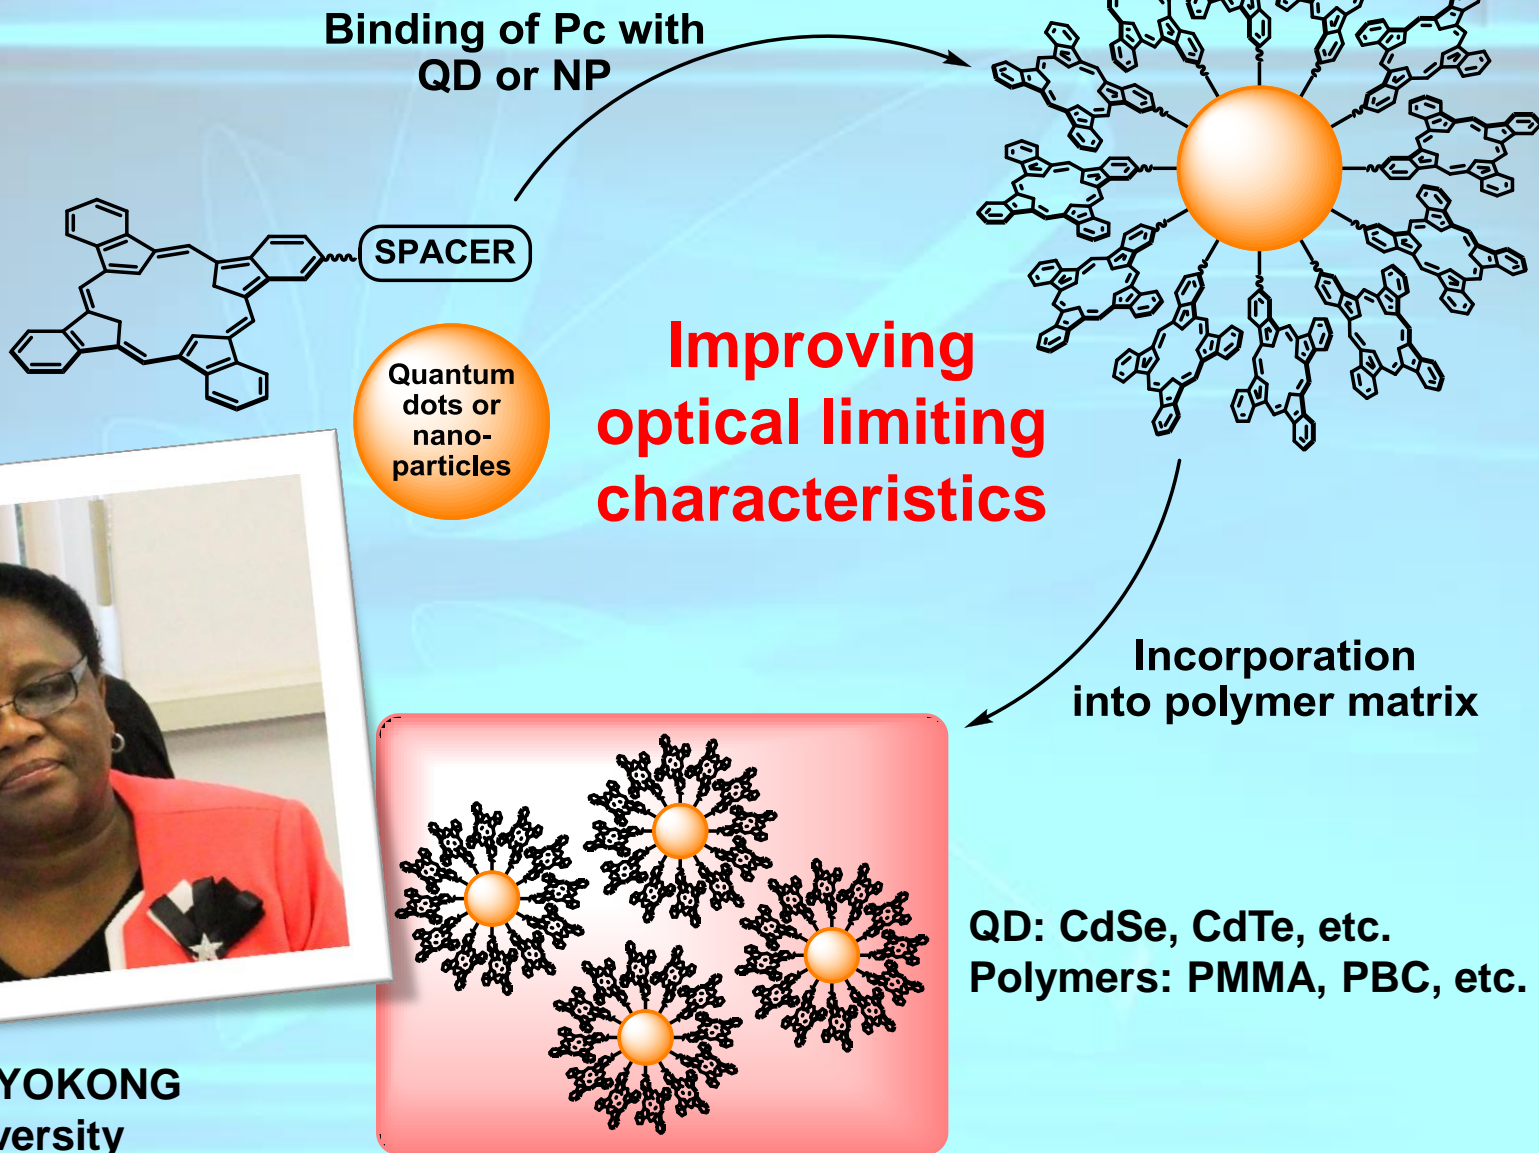 Binding of Pc with
QD or NP
SPACER
Quantum
dots or
nano-
particles
Improving
optical limiting
characteristics
Incorporation
into polymer matrix
QD: CdSe, CdTe, etc.
Polymers: PMMA, PBC, etc.
YOKONG
versity